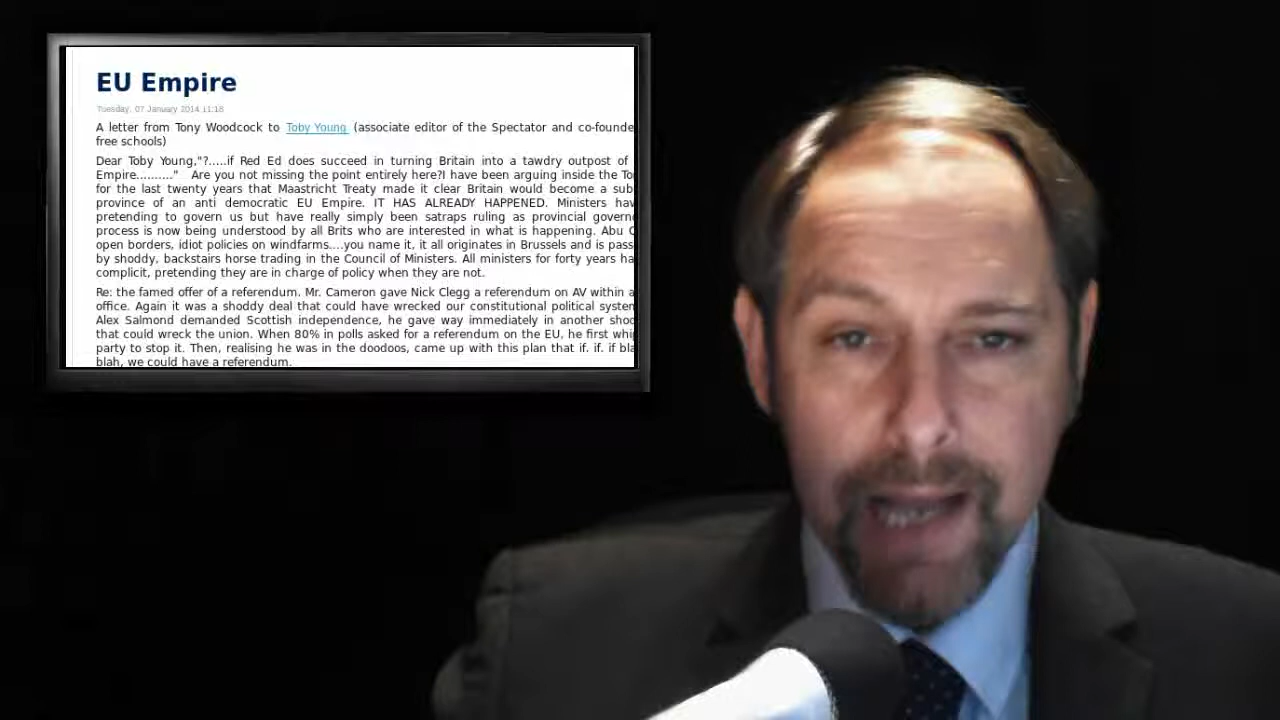 EU Empire
Tuesday, 07 January 2014 11:18
A letter from Tony Woodcock to Toby Young (associate editor of the Spectator and co-founde
free schools)
Dear Toby Young,"?.....if Red Ed does succeed in turning Britain into a tawdry outpost of
Empire.........." Are you not missing the point entirely here?I have been arguing inside the To
for the last twenty years that Maastricht Treaty made it clear Britain would become a sub
province of an anti democratic EU Empire. IT HAS ALREADY HAPPENED. Ministers hav
pretending to govern us but have really simply been satraps ruling as provincial govern
process is now being understood by all Brits who are interested in what is happening. Abu
open borders, idiot policies on windfarms....you name it, it all originates in Brussels and is pass
by shoddy, backstairs horse trading in the Council of Ministers. All ministers for forty years ha
complicit, pretending they are in charge of policy when they are not.
Re: the famed offer of a referendum. Mr. Cameron gave Nick Clegg a referendum on AV within a
office. Again it was a shoddy deal that could have wrecked our constitutional political system
Alex Salmond demanded Scottish independence, he gave way immediately in another shod
that could wreck the union. When 80% in polls asked for a referendum on the EU, he first whip
party to stop it. Then, realising he was in the doodoos, came up with this plan that if. if. if bla
blah, we could have a referendum.